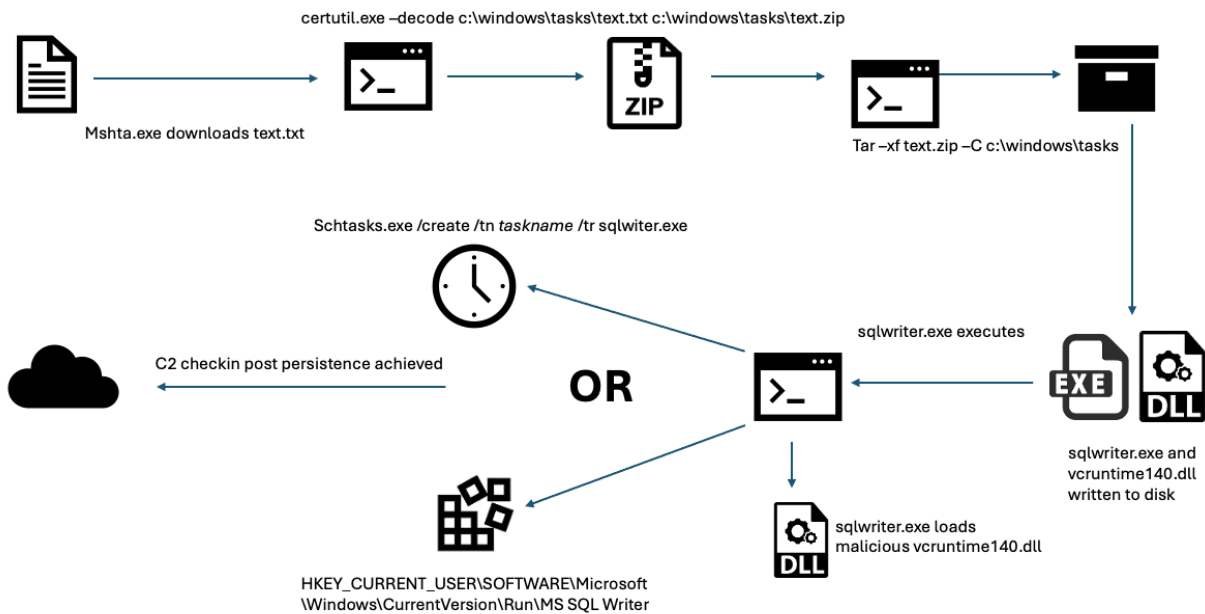 certutil.exe –decode c:\windows\tasks\text.txt c:\windows\tasks\text.zip
ZIP
Mshta.exe downloads text.txt
Tar –xf text.zip –C c:\windows\tasks
Schtasks.exe /create /tn taskname /tr sqlwiter.exe
sqlwriter.exe executes
C2 checkin post persistence achieved
OR
EXE
DLL
sqlwriter.exe and
vcruntime140.dll
written to disk
sqlwriter.exe loads
malicious vcruntime140.dll
DLL
HKEY_CURRENT_USER\SOFTWARE\Microsoft
\Windows\CurrentVersion\Run\MS SQL Writer